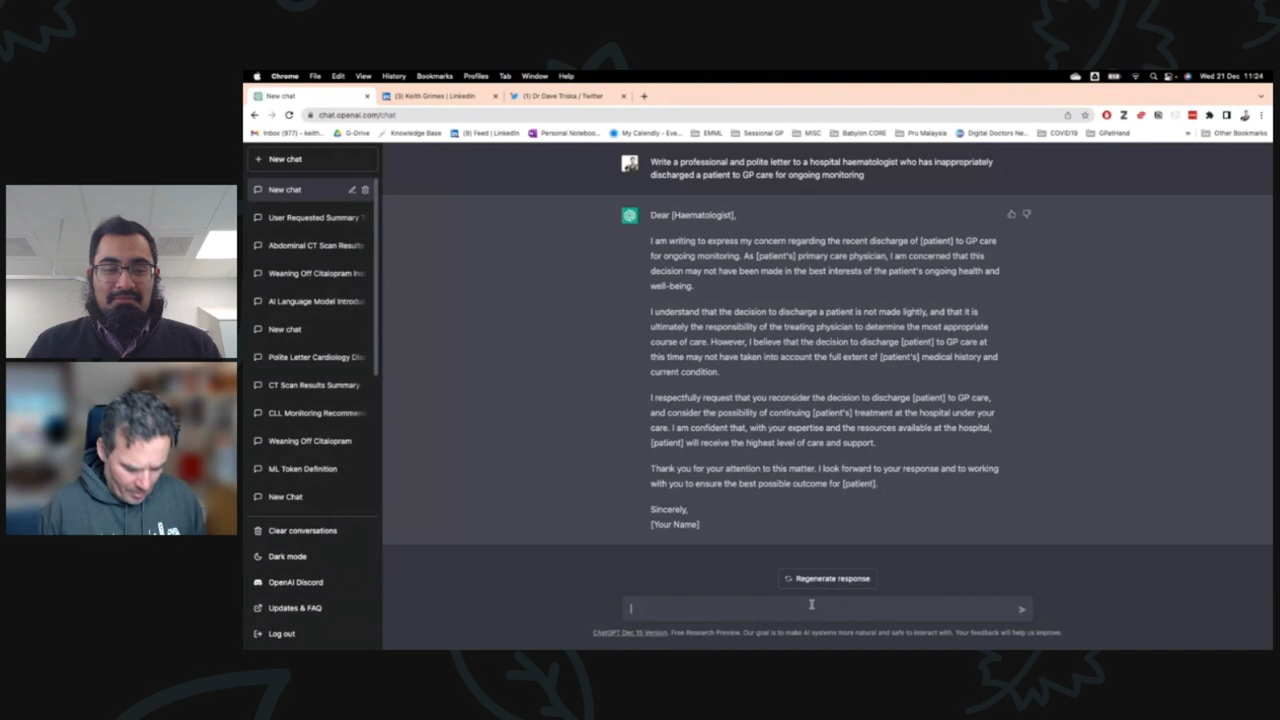 Chrome File Edit View History Bookmarks Profiles Tab Window Help
Wed 21 Dec 11:24
New chat
(3) Keith Grimes | LinkedIn
(1) Dr Dave Triska / Twitter
chat.openai.com/chat
Inbox (977) - keith...
G-Drive
Knowledge Base
(9) Feed | LinkedIn
Personal Noteboo...
My Calendly - Eve...
EMML
Sessional GP
MISC
Babylon CORE
Pru Malaysia
Digital Doctors Ne...
COVID19
GPatHand
Other Bookmarks
New chat
New chat
User Requested Summary T
Abdominal CT Scan Results
Weaning Off Citalopram Ins
AI Language Model Introduc
New chat
Polite Letter Cardiology Dis
CT Scan Results Summary
CLL Monitoring Recommen
Weaning Off Citalopram
ML Token Definition
New Chat
Clear conversations
Dark mode
OpenAI Discord
Updates & FAQ
Log out
Write a professional and polite letter to a hospital haematologist who has inappropriately
discharged a patient to GP care for ongoing monitoring
Dear [Haematologist],
I am writing to express my concern regarding the recent discharge of [patient] to GP care
for ongoing monitoring. As [patient's] primary care physician, I am concerned that this
decision may not have been made in the best interests of the patient's ongoing health and
well-being.
I understand that the decision to discharge a patient is not made lightly, and that it is
ultimately the responsibility of the treating physician to determine the most appropriate
course of care. However, I believe that the decision to discharge [patient] to GP care at
this time may not have taken into account the full extent of [patient's] medical history and
current condition.
I respectfully request that you reconsider the decision to discharge [patient] to GP care,
and consider the possibility of continuing [patient's] treatment at the hospital under your
care. I am confident that, with your expertise and the resources available at the hospital,
[patient] will receive the highest level of care and support.
Thank you for your attention to this matter. I look forward to your response and to working
with you to ensure the best possible outcome for [patient].
Sincerely,
[Your Name]
Regenerate response
ChatGPT Dec 15 Version. Free Research Preview. Our goal is to make AI systems more natural and safe to interact with. Your feedback will help us improve.